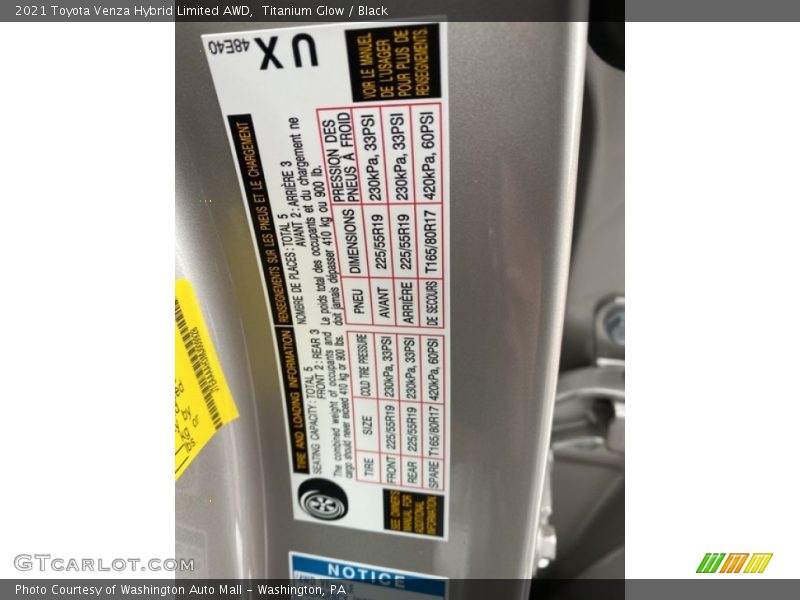 2021 Toyota Venza Hybrid Limited AWD,  Titanium Glow / Black
TIRE AND LOADING INFORMATION
SEATING CAPACITY: TOTAL 5
FRONT 2: REAR 3
The combined weight of occupants and
cargo should never exceed 410 kg or 900 lbs.
TIRE SIZE COLD TIRE PRESSURE
FRONT 225/55R19 230kPa, 33PSI
REAR 225/55R19 230kPa, 33PSI
SPARE T165/80R17 420kPa, 60PSI
SEE OWNER'S
MANUAL FOR
ADDITIONAL
INFORMATION
RENSEIGNEMENTS SUR LES PNEUS ET LE CHARGEMENT
NOMBRE DE PLACES: TOTAL 5
AVANT 2: ARRIÈRE 3
Le poids total des occupants et du chargement ne
doit jamais dépasser 410 kg ou 900 lb.
PNEU DIMENSIONS PRESSION DES
PNEUS À FROID
AVANT 225/55R19 230kPa, 33PSI
ARRIÈRE 225/55R19 230kPa, 33PSI
DE SECOURS T165/80R17 420kPa, 60PSI
VOIR LE MANUEL
DE L'USAGER
POUR PLUS DE
RENSEIGNEMENTS
UX
48E40
NOTICE
GTCarLot.com
Photo Courtesy of Washington Auto Mall - Washington, PA